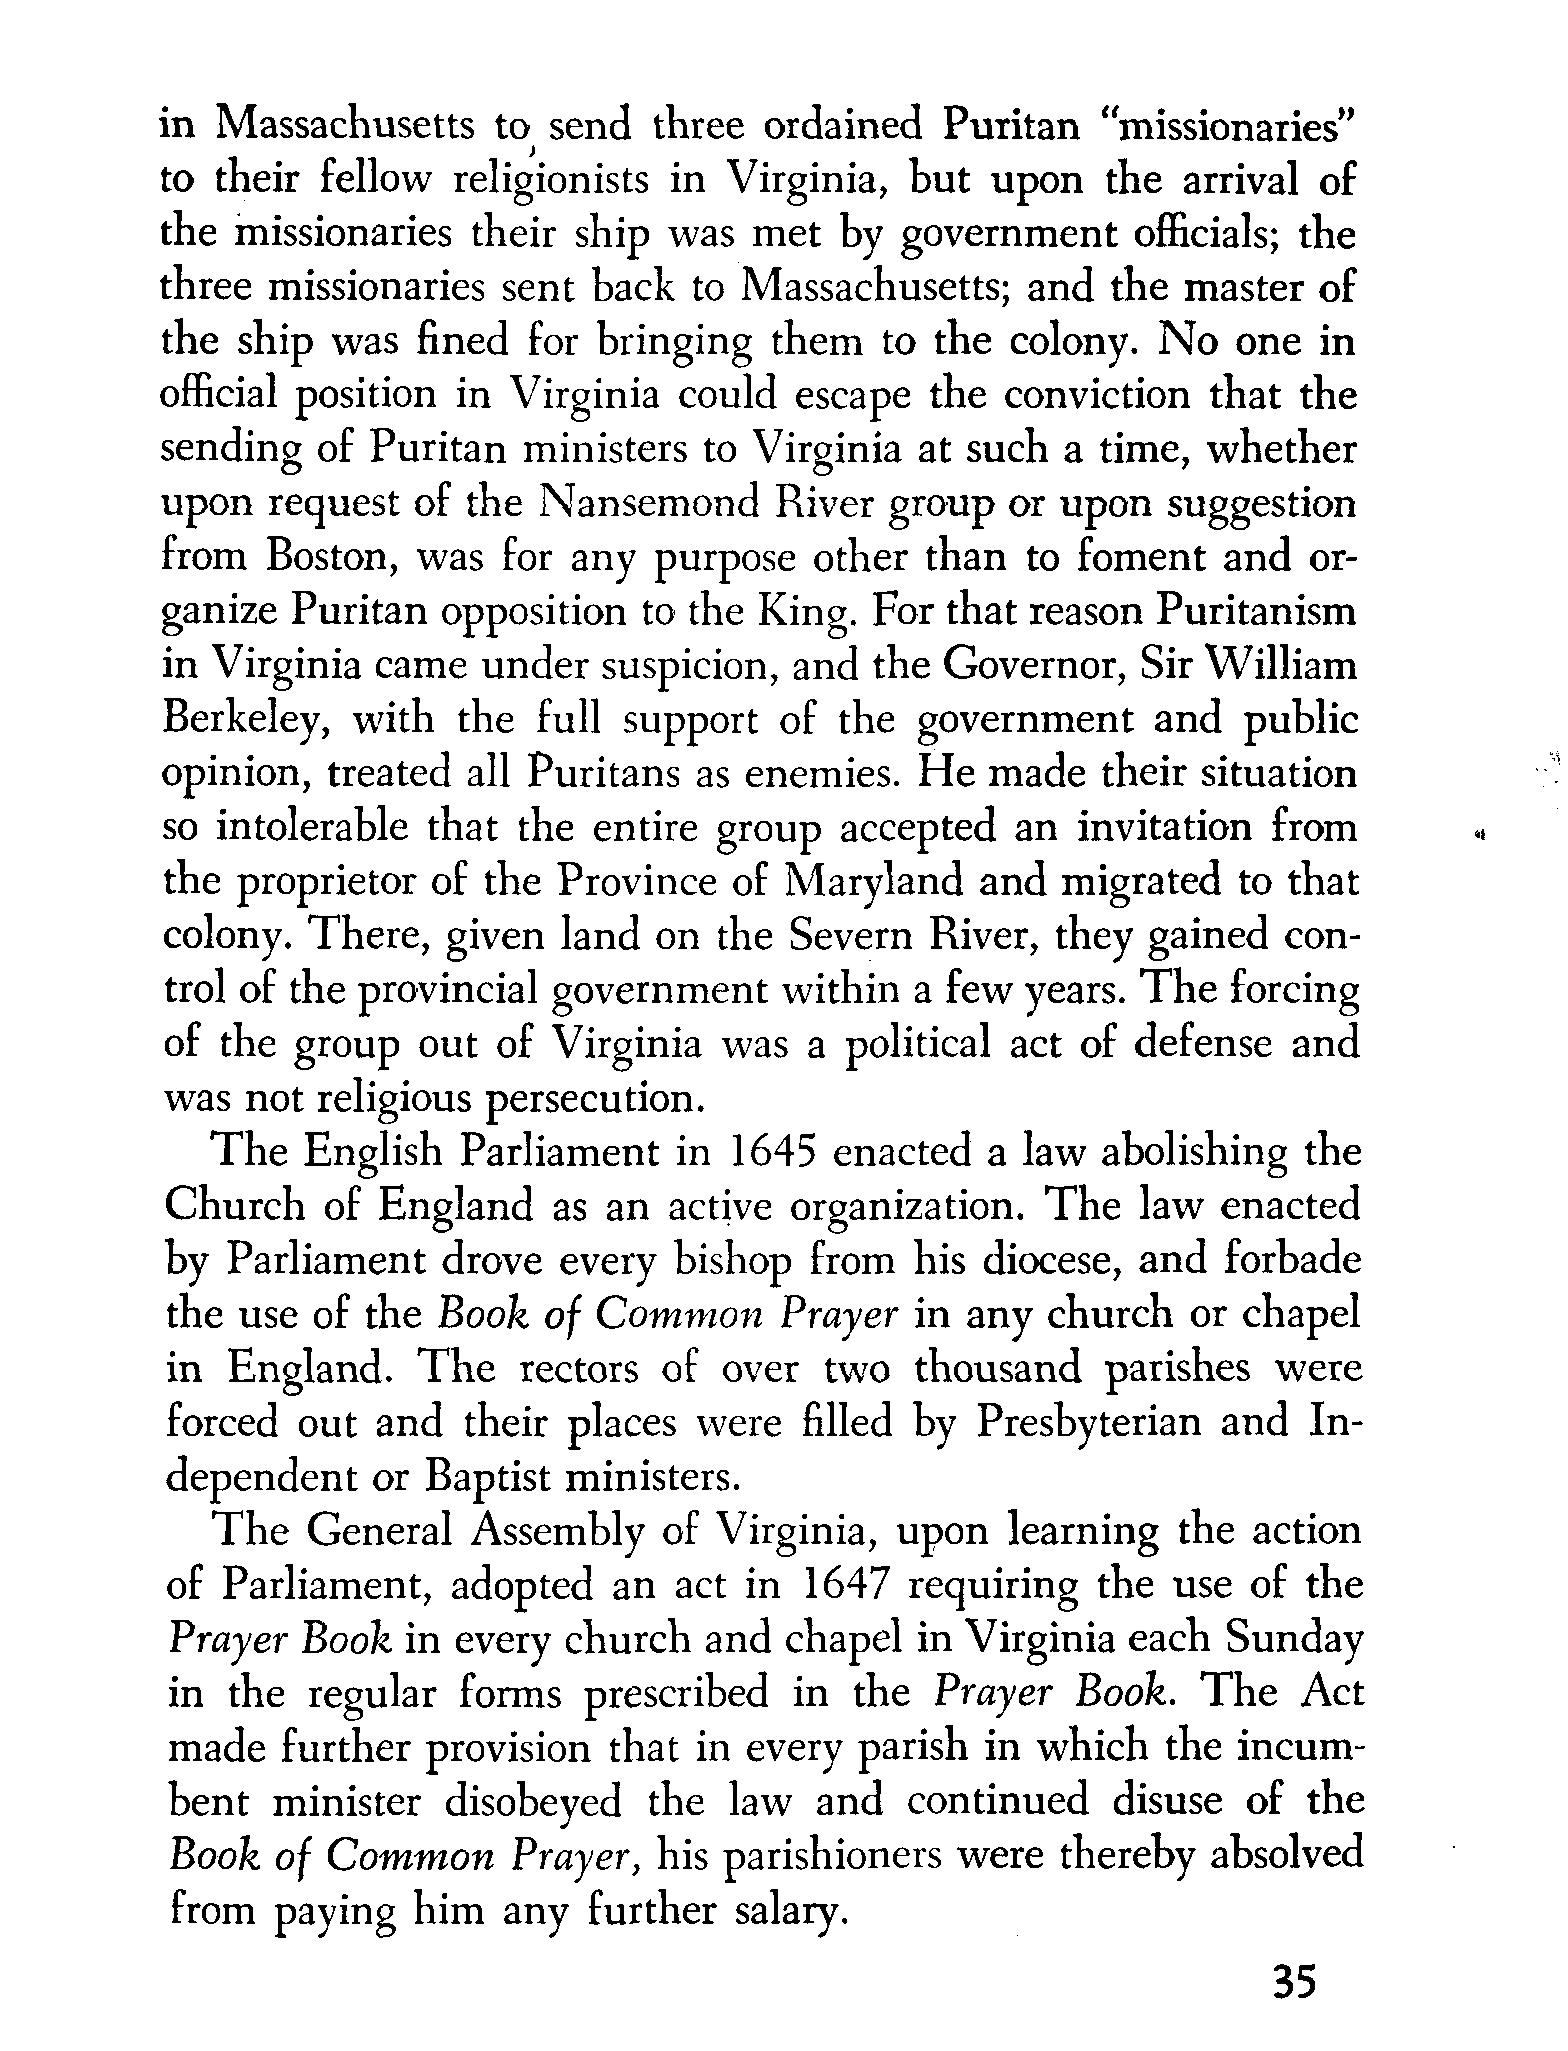 in Massachusetts to send three ordained Puritan “missionaries”
to their fellow religionists in Virginia, but upon the arrival of
the missionaries their ship was met by government officials; the
three missionaries sent back to Massachusetts; and the master of
the ship was fined for bringing them to the colony. No one in
official position in Virginia could escape the conviction that the
sending of Puritan ministers to Virginia at such a time, whether
upon request of the Nansemond River group or upon suggestion
from Boston, was for any purpose other than to foment and or-
ganize Puritan opposition to the King. For that reason Puritanism
in Virginia came under suspicion, and the Governor, Sir William
Berkeley, with the full support of the government and public
opinion, treated all Puritans as enemies. He made their situation
so intolerable that the entire group accepted an invitation from
the proprietor of the Province of Maryland and migrated to that
colony. There, given land on the Severn River, they gained con-
trol of the provincial government within a few years. The forcing
of the group out of Virginia was a political act of defense and
was not religious persecution.
The English Parliament in 1645 enacted a law abolishing the
Church of England as an active organization. The law enacted
by Parliament drove every bishop from his diocese, and forbade
the use of the Book of Common Prayer in any church or chapel
in England. The rectors of over two thousand parishes were
forced out and their places were filled by Presbyterian and In-
dependent or Baptist ministers.
The General Assembly of Virginia, upon learning the action
of Parliament, adopted an act in 1647 requiring the use of the
Prayer Book in every church and chapel in Virginia each Sunday
in the regular forms prescribed in the Prayer Book. The Act
made further provision that in every parish in which the incum-
bent minister disobeyed the law and continued disuse of the
Book of Common Prayer, his parishioners were thereby absolved
from paying him any further salary.
35